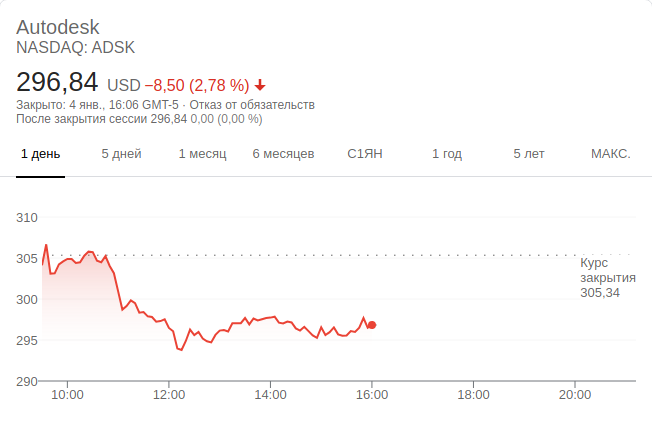 Autodesk
NASDAQ: ADSK
296,84 USD −8,50 (2,78 %)
Закрыто: 4 янв., 16:06 GMT-5 · Отказ от обязательств
После закрытия сессии 296,84 0,00 (0,00 %)
1 день 5 дней 1 месяц 6 месяцев С1ЯН 1 год 5 лет МАКС.
310
305
300
295
290
Курс
закрытия
305,34
10:00 12:00 14:00 16:00 18:00 20:00